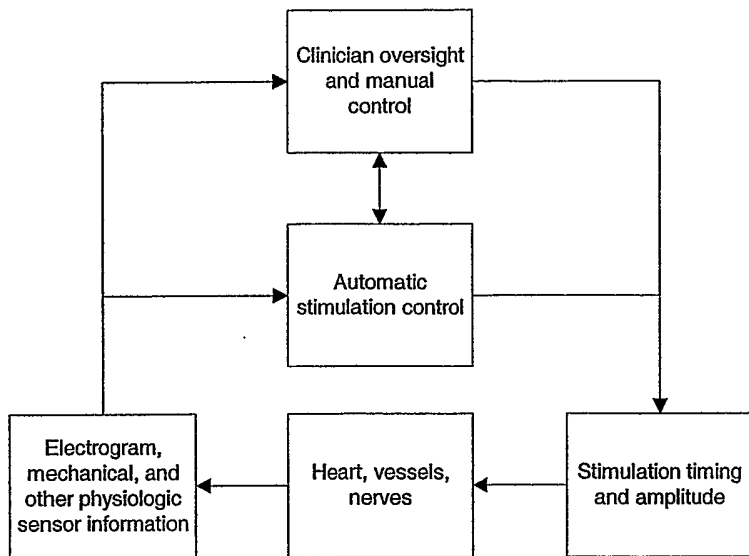 Clinician oversight
and manual
control
Automatic
stimulation control
Electrogram,
mechanical, and
other physiologic
sensor information
Heart, vessels,
nerves
Stimulation timing
and amplitude